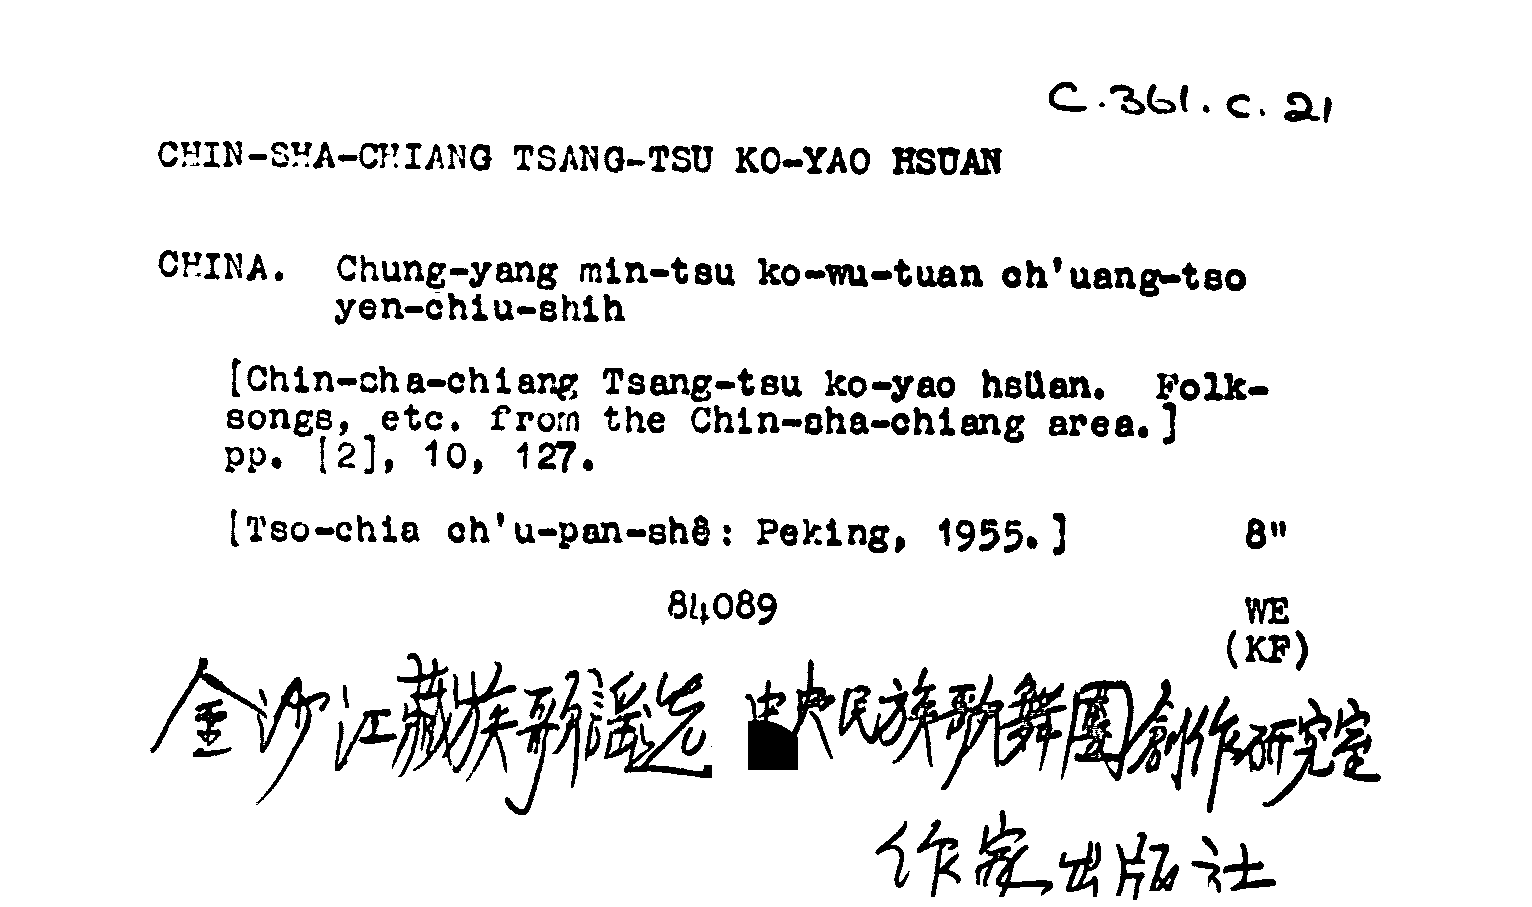 C.361.c.21
CHIN-SHA-CHIANG TSANG-TSU KO-YAO HSÜAN
CHINA. Chung-yang min-tsu ko-wu-tuan ch'uang-tso
yen-chiu-shih
[Chin-sha-chiang Tsang-tsu ko-yao hsüan. Folk-
songs, etc. from the Chin-sha-chiang area.]
pp. [2], 10, 127.
[Tso-chia ch'u-pan-shê: Peking, 1955.] 8"
84089 WE
(KF)
金沙江藏族歌謡选 中央民族歌舞團創作研究室
作家出版社